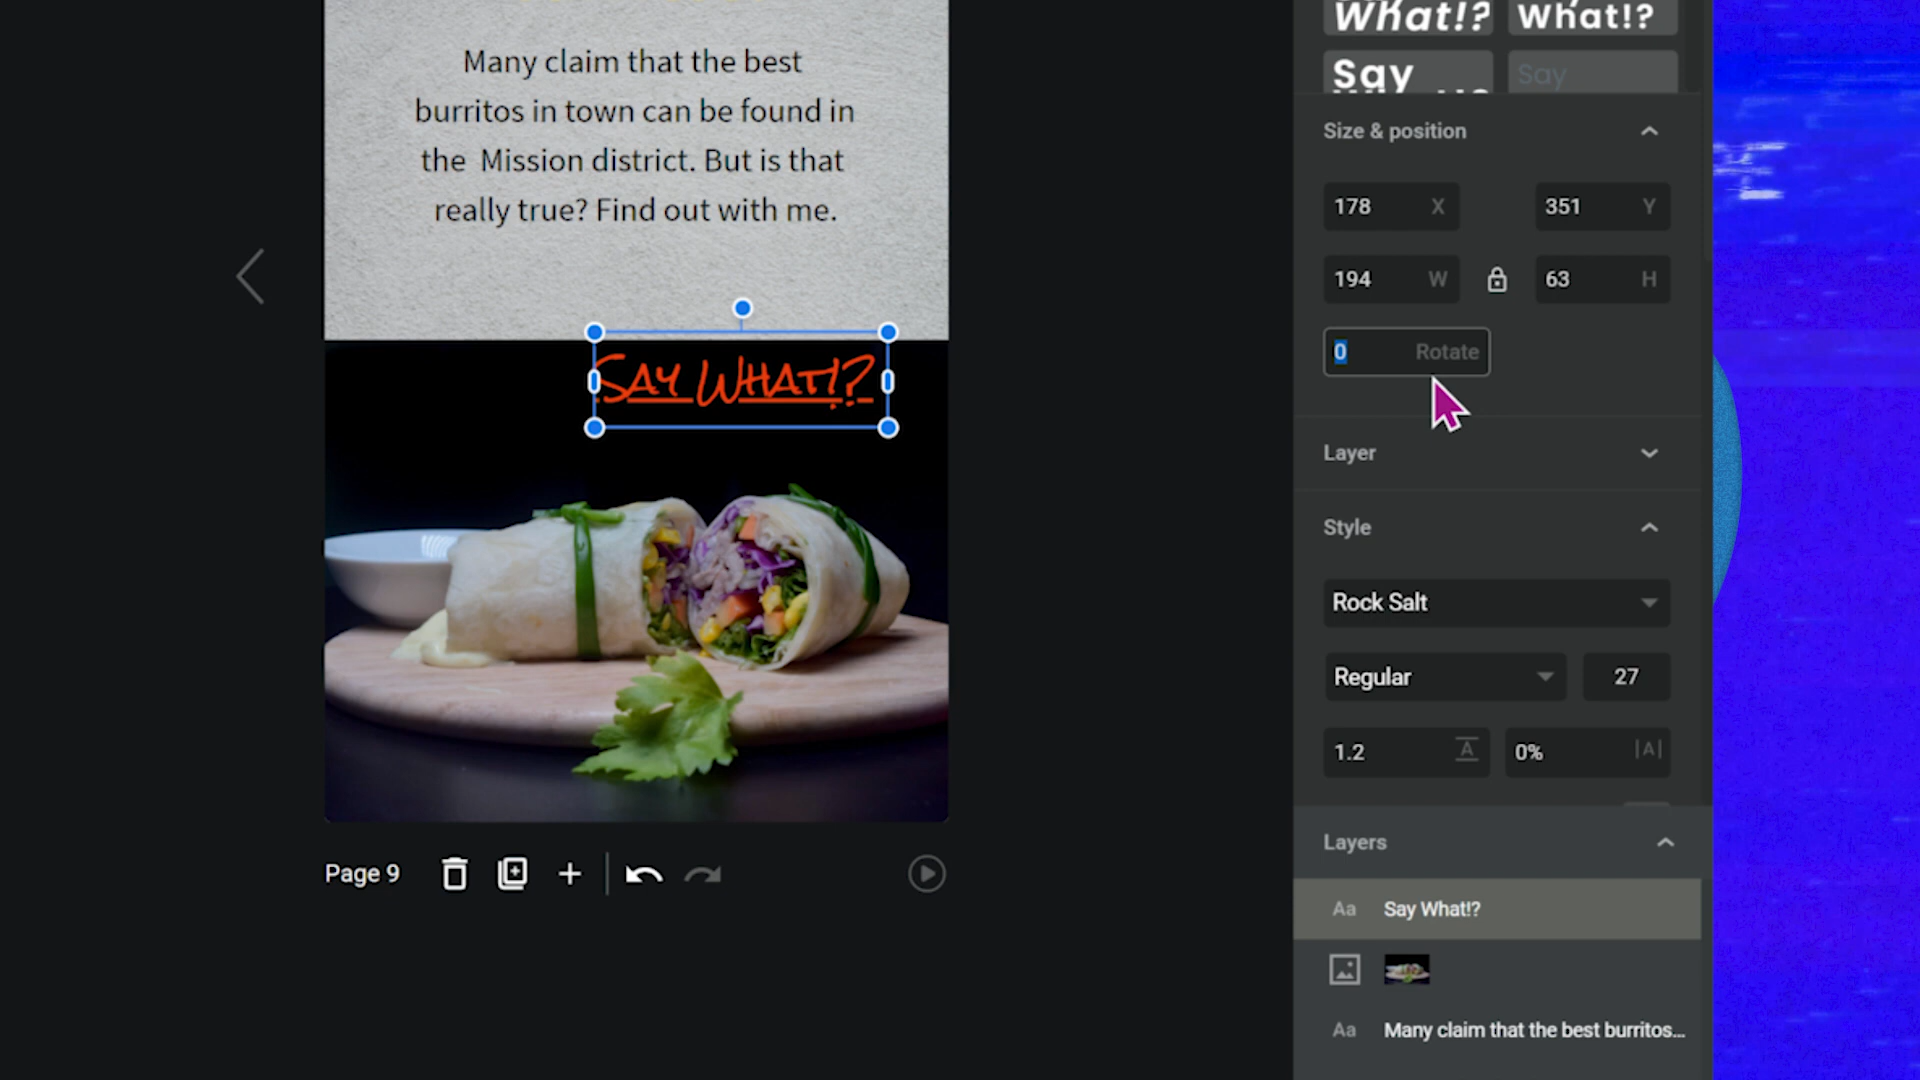 Many claim that the best
burritos in town can be found in
the Mission district. But is that
really true? Find out with me.
SAY WHAT!?
Page 9
What!?
What!?
Say
Say
Size & position
178 X
351 Y
194 W
63 H
0 Rotate
Layer
Style
Rock Salt
Regular
27
1.2 A
0% |A|
Layers
Aa Say What!?
Aa Many claim that the best burritos...